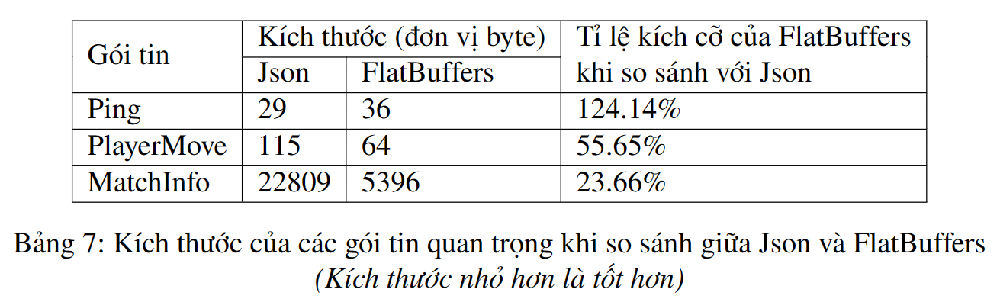 Gói tin
Kích thước (đơn vị byte)
Tỉ lệ kích cỡ của FlatBuffers
khi so sánh với Json
Json
FlatBuffers
Ping
29
36
124.14%
PlayerMove
115
64
55.65%
MatchInfo
22809
5396
23.66%
Bảng 7: Kích thước của các gói tin quan trọng khi so sánh giữa Json và FlatBuffers
(Kích thước nhỏ hơn là tốt hơn)